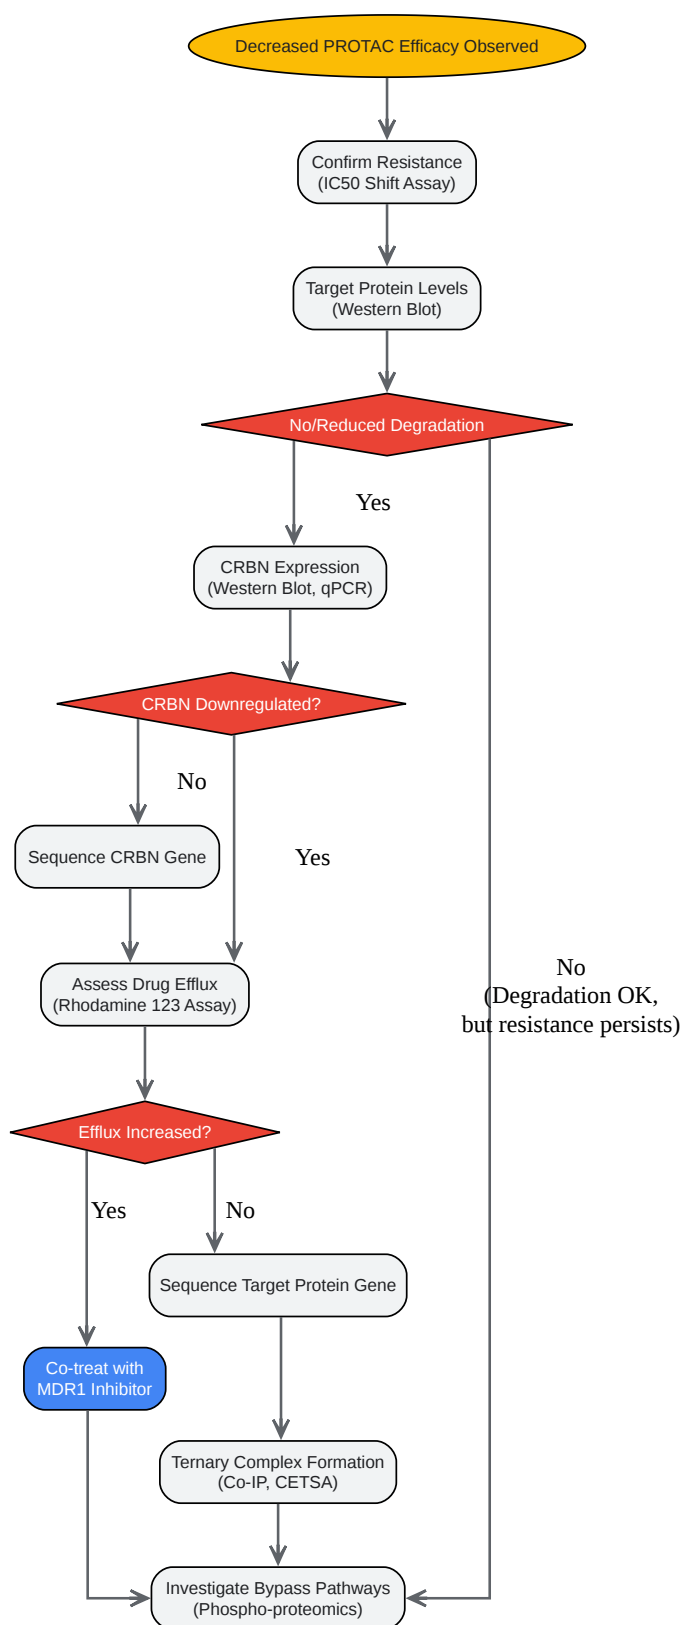 Decreased PROTAC Efficacy Observed
Confirm Resistance
(IC50 Shift Assay)
Target Protein Levels
(Western Blot)
No/Reduced Degradation
Yes
CRBN Expression
(Western Blot, qPCR)
CRBN Downregulated?
No
Sequence CRBN Gene
Yes
Assess Drug Efflux
(Rhodamine 123 Assay)
No
(Degradation OK,
but resistance persists)
Efflux Increased?
Yes
No
Sequence Target Protein Gene
Co-treat with
MDR1 Inhibitor
Ternary Complex Formation
(Co-IP, CETSA)
Investigate Bypass Pathways
(Phospho-proteomics)